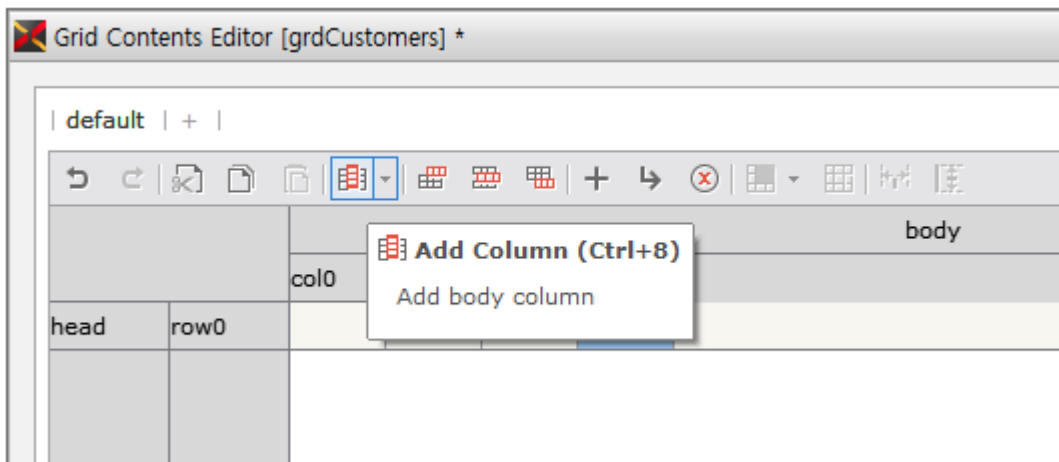 Grid Contents Editor [grdCustomers] *
| default | + |
body
Add Column (Ctrl+8)
col0
Add body column
head row0